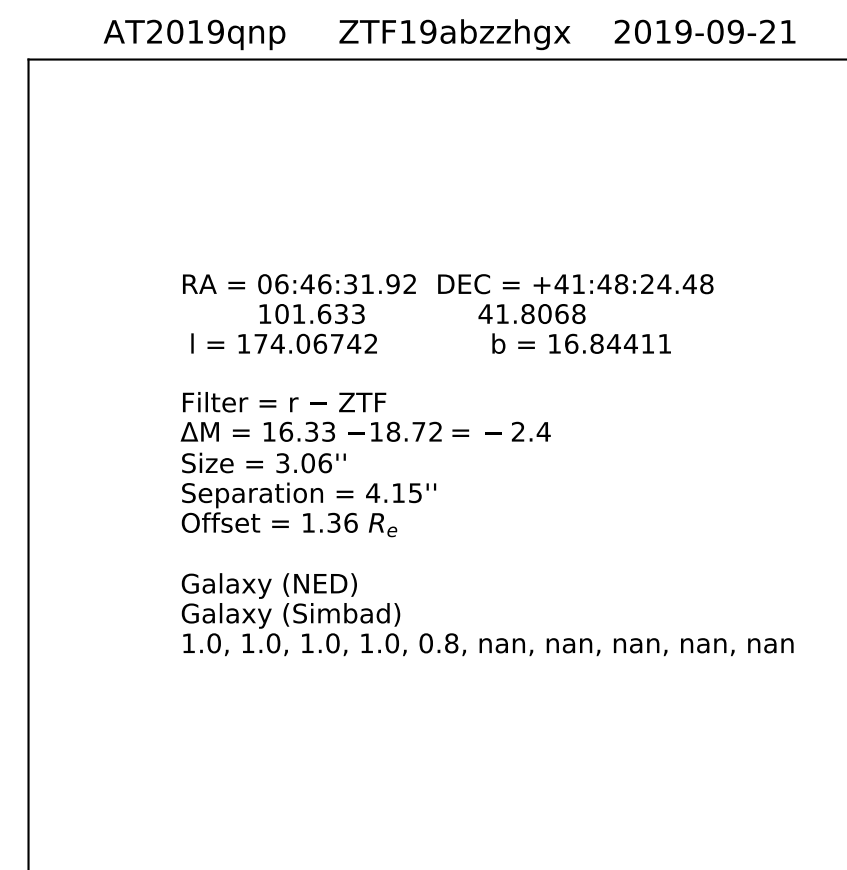 AT2019qnp ZTF19abzzhgx 2019-09-21
RA = 06:46:31.92 DEC = +41:48:24.48
101.633 41.8068
l = 174.06742 b = 16.84411
Filter = r − ZTF
ΔM = 16.33 −18.72 = − 2.4
Size = 3.06''
Separation = 4.15''
Offset = 1.36 Rₑ
Galaxy (NED)
Galaxy (Simbad)
1.0, 1.0, 1.0, 1.0, 0.8, nan, nan, nan, nan, nan